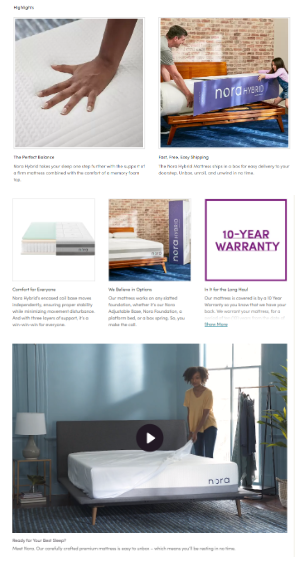 Highlights
nora HYBRID
The Perfect Balance
Nora Hybrid takes your sleep one step further with the support of
a firm mattress combined with the comfort of a memory foam
top.
Fast, Free, Easy Shipping
The Nora Hybrid Mattress ships in a box for easy delivery to your
doorstep. Unbox, unroll, and unwind in no time.
nora HYBRID
10-YEAR
WARRANTY
Comfort for Everyone
Nora Hybrid's encased coil base moves
independently, ensuring proper stability
while minimizing movement disturbance.
And with three layers of support, it's a
win-win-win for everyone.
We Believe in Options
Our mattress works on any slatted
foundation, whether it's our Nora
Adjustable Base, Nora Foundation, a
platform bed, or a box spring. So, you
make the call.
In It for the Long Haul
Our mattress is covered is by a 10 Year
Warranty so you know that we have your
back. We warrant your mattress, for a
Show More
nora
Ready for Your Best Sleep?
Meet Nora. Our carefully crafted premium mattress is easy to unbox – which means you'll be resting in no time.